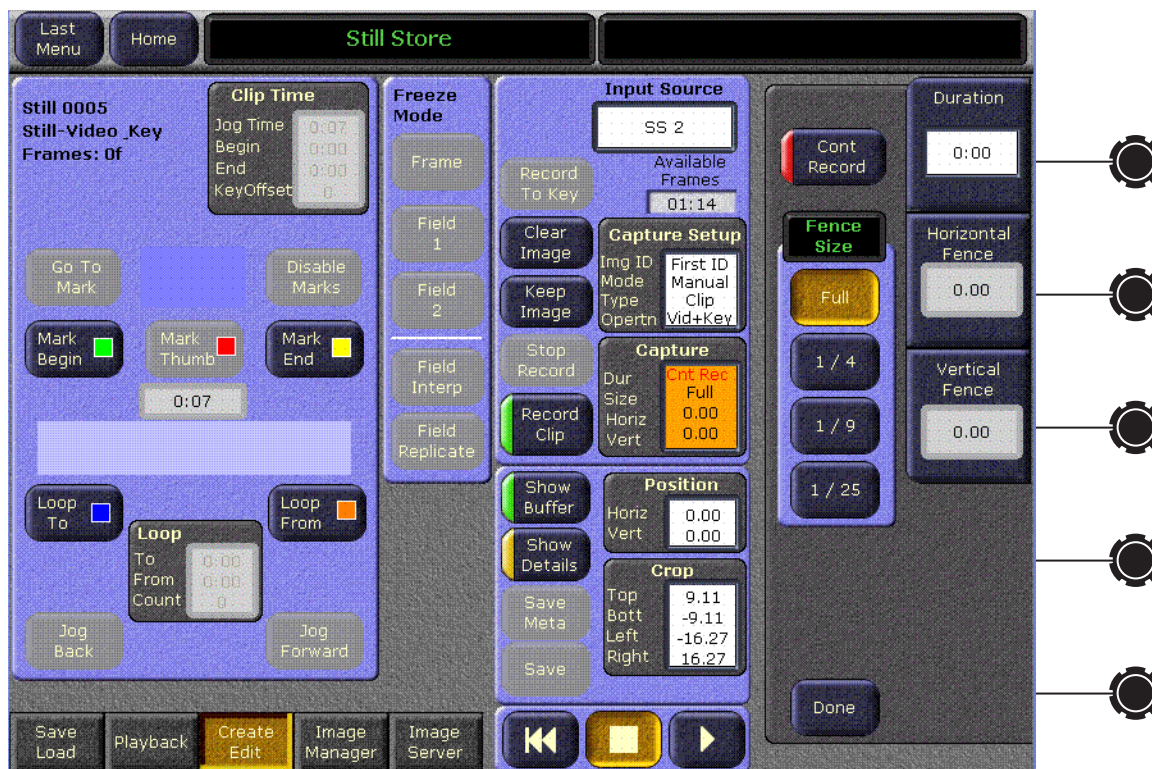 Last
Menu
Home
Still Store
Still 0005
Still-Video _Key
Frames: 0f
Clip Time
Jog Time 0:07
Begin 0:00
End 0:00
KeyOffset 0
Go To
Mark
Disable
Marks
Mark
Begin
Mark
Thumb
Mark
End
0:07
Loop
To
Loop
From
Loop
To 0:00
From 0:00
Count 0
Jog
Back
Jog
Forward
Freeze
Mode
Frame
Field
1
Field
2
Field
Interp
Field
Replicate
Input Source
SS 2
Record
To Key
Available
Frames
01:14
Clear
Image
Keep
Image
Capture Setup
Img ID First ID
Mode Manual
Type Clip
Opertn Vid+Key
Stop
Record
Record
Clip
Capture
Dur Cnt Rec
Size Full
Horiz 0.00
Vert 0.00
Show
Buffer
Show
Details
Save
Meta
Save
Position
Horiz 0.00
Vert 0.00
Crop
Top 9.11
Bott -9.11
Left -16.27
Right 16.27
Cont
Record
Fence
Size
Full
1 / 4
1 / 9
1 / 25
Done
Duration
0:00
Horizontal
Fence
0.00
Vertical
Fence
0.00
Save
Load
Playback
Create
Edit
Image
Manager
Image
Server